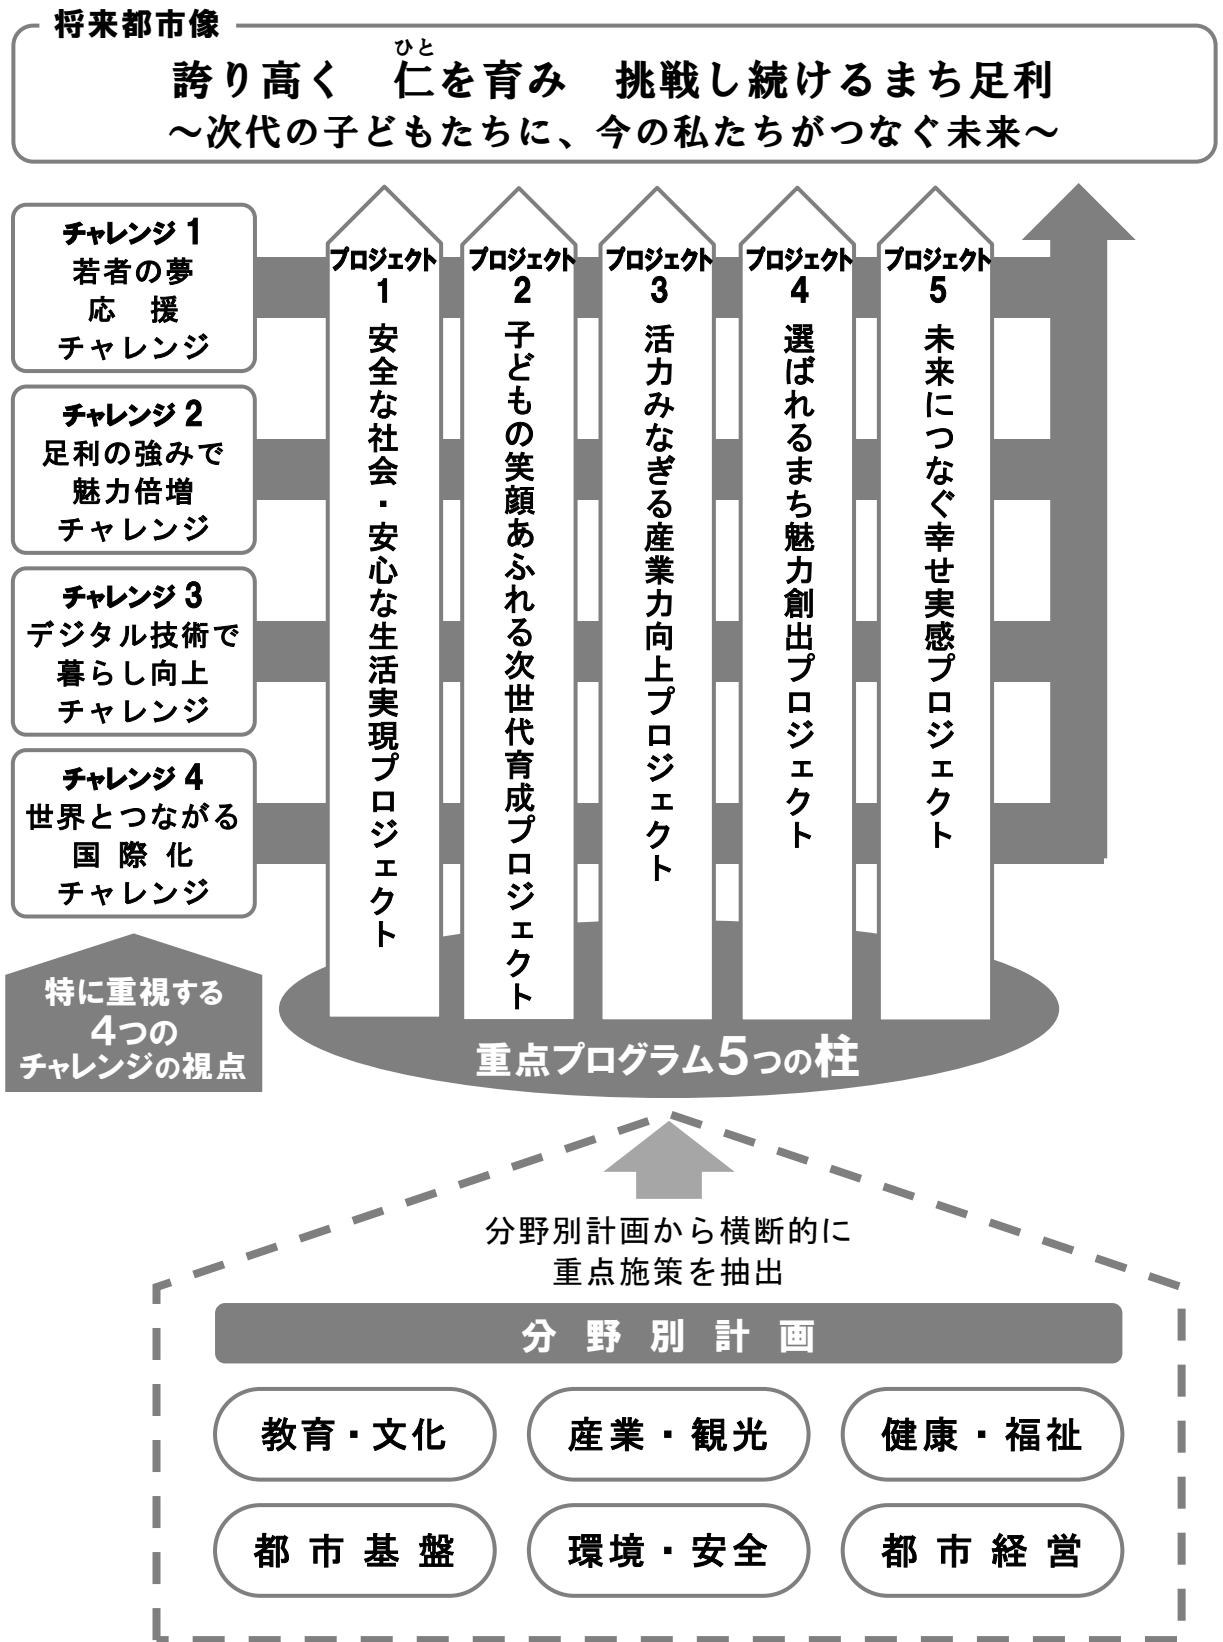 将来都市像
ひと
誇り高く　仁を育み　挑戦し続けるまち足利
～次代の子どもたちに、今の私たちがつなぐ未来～
チャレンジ 1
若者の夢
応　援
チャレンジ
チャレンジ 2
足利の強みで
魅力倍増
チャレンジ
チャレンジ 3
デジタル技術で
暮らし向上
チャレンジ
チャレンジ 4
世界とつながる
国 際 化
チャレンジ
特に重視する
4つの
チャレンジの視点
プロジェクト
1
安全な社会・安心な生活実現プロジェクト
プロジェクト
2
子どもの笑顔あふれる次世代育成プロジェクト
プロジェクト
3
活力みなぎる産業力向上プロジェクト
プロジェクト
4
選ばれるまち魅力創出プロジェクト
プロジェクト
5
未来につなぐ幸せ実感プロジェクト
重点プログラム5つの柱
分野別計画から横断的に
重点施策を抽出
分 野 別 計 画
教育・文化
産業・観光
健康・福祉
都 市 基 盤
環境・安全
都 市 経 営